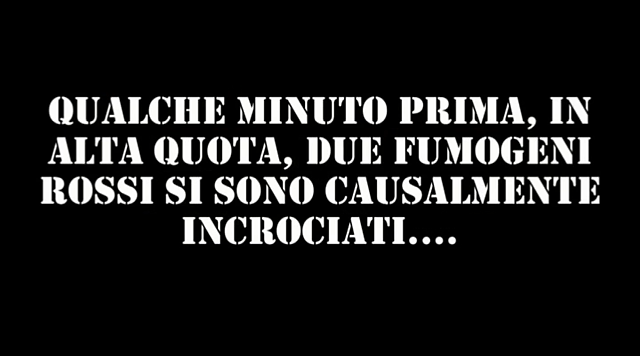 QUALCHE MINUTO PRIMA, IN
ALTA QUOTA, DUE FUMOGENI
ROSSI SI SONO CAUSALMENTE
INCROCIATI....